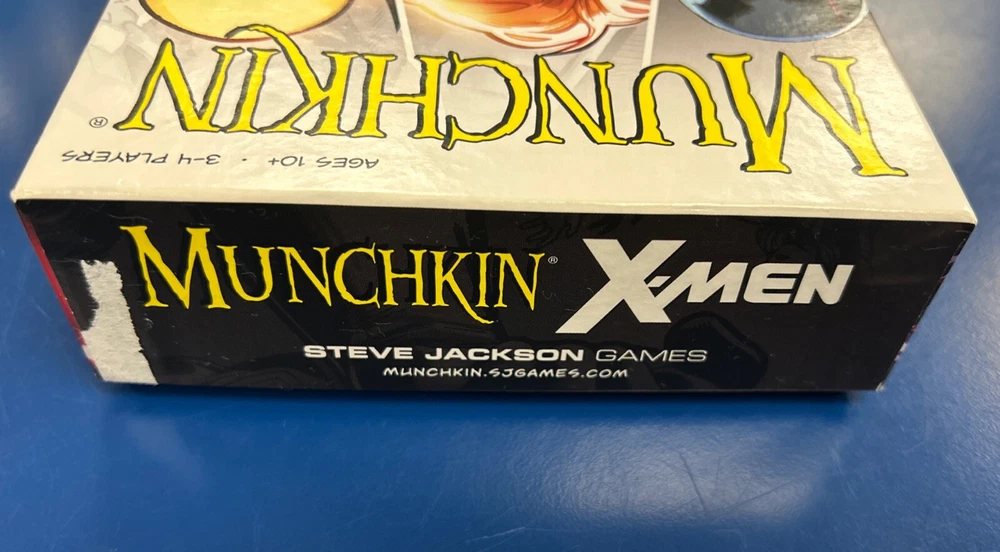 MUNCHKIN®
AGES 10+ · 3-4 PLAYERS
MUNCHKIN® X-MEN
STEVE JACKSON GAMES
MUNCHKIN.SJGAMES.COM